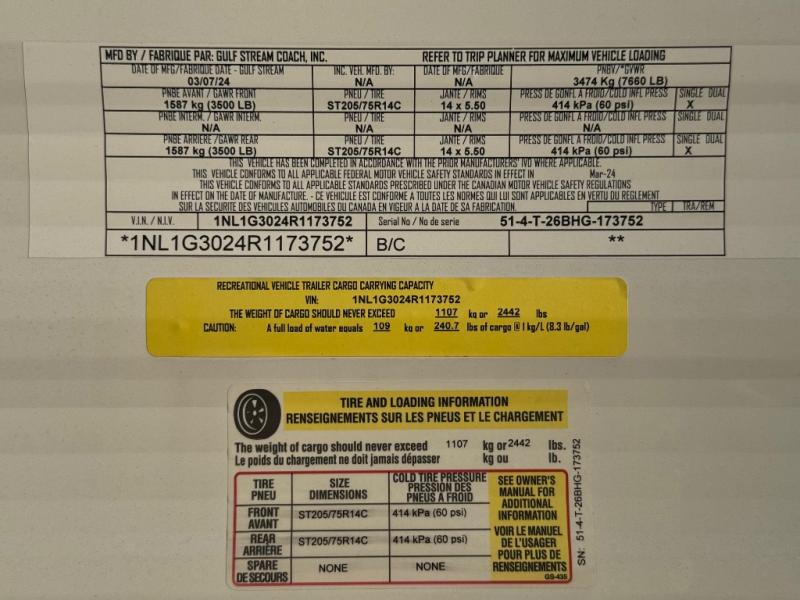 MFD BY / FABRIQUE PAR: GULF STREAM COACH, INC. REFER TO TRIP PLANNER FOR MAXIMUM VEHICLE LOADING
DATE OF MFG/FABRIQUE DATE - GULF STREAM INC. VEH. MFD. BY: DATE OF MFG/FABRIQUE PNBV/*GVWR
03/07/24 N/A N/A 3474 Kg (7660 LB)
PNBE AVANT / GAWR FRONT PNEU / TIRE JANTE / RIMS PRESS DE GONFL A FROID/COLD INFL PRESS SINGLE DUAL
1587 kg (3500 LB) ST205/75R14C 14 x 5.50 414 kPa (60 psi) X
PNBE INTERM. / GAWR INTERM. PNEU / TIRE JANTE / RIMS PRESS DE GONFL A FROID/COLD INFL PRESS SINGLE DUAL
N/A N/A N/A N/A
PNBE ARRIERE /GAWR REAR PNEU / TIRE JANTE / RIMS PRESS DE GONFL A FROID/COLD INFL PRESS SINGLE DUAL
1587 kg (3500 LB) ST205/75R14C 14 x 5.50 414 kPa (60 psi) X
THIS VEHICLE HAS BEEN COMPLETED IN ACCORDANCE WITH THE PRIOR MANUFACTURERS' IVD WHERE APPLICABLE.
THIS VEHICLE CONFORMS TO ALL APPLICABLE FEDERAL MOTOR VEHICLE SAFETY STANDARDS IN EFFECT IN Mar-24
THIS VEHICLE CONFORMS TO ALL APPLICABLE STANDARDS PRESCRIBED UNDER THE CANADIAN MOTOR VEHICLE SAFETY REGULATIONS
IN EFFECT ON THE DATE OF MANUFACTURE. - CE VEHICULE EST CONFORME A TOUTES LES NORMES QUI LUI SONT APPLICABLES EN VERTU DU REGLEMENT
SUR LA SECURITE DES VEHICULES AUTOMOBILES DU CANADA EN VIGEUR A LA DATE DE SA FABRICATION. TYPE TRA/REM
V.I.N. / N.I.V. 1NL1G3024R1173752 Serial No / No de serie 51-4-T-26BHG-173752
*1NL1G3024R1173752* B/C **
RECREATIONAL VEHICLE TRAILER CARGO CARRYING CAPACITY
VIN: 1NL1G3024R1173752
THE WEIGHT OF CARGO SHOULD NEVER EXCEED 1107 kg or 2442 lbs
CAUTION: A full load of water equals 109 kg or 240.7 lbs of cargo @ 1 kg/L (8.3 lb/gal)
TIRE AND LOADING INFORMATION
RENSEIGNEMENTS SUR LES PNEUS ET LE CHARGEMENT
The weight of cargo should never exceed 1107 kg or 2442 lbs.
Le poids du chargement ne doit jamais dépasser kg ou lb.
TIRE
PNEU
SIZE
DIMENSIONS
COLD TIRE PRESSURE
PRESSION DES
PNEUS A FROID
FRONT
AVANT
ST205/75R14C
414 kPa (60 psi)
REAR
ARRIÈRE
ST205/75R14C
414 kPa (60 psi)
SPARE
DE SECOURS
NONE
NONE
SEE OWNER'S
MANUAL FOR
ADDITIONAL
INFORMATION
VOIR LE MANUEL
DE L'USAGER
POUR PLUS DE
RENSEIGNEMENTS
GS-435
SN: 51-4-T-26BHG-173752